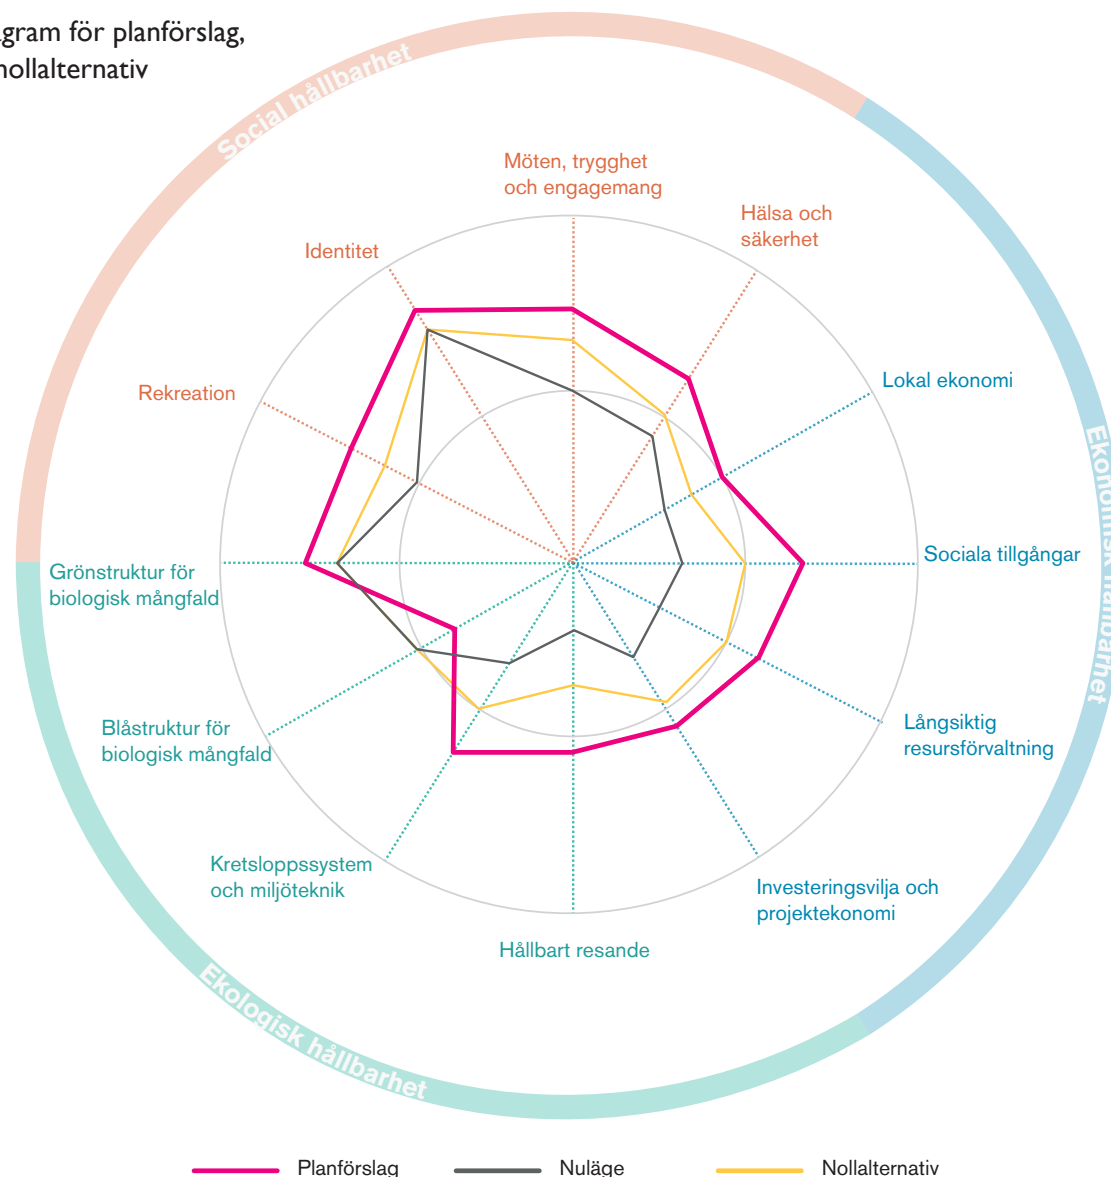 gram för planförslag,
nollalternativ
Social hållbarhet
Möten, trygghet
och engagemang
Hälsa och
säkerhet
Identitet
Lokal ekonomi
Rekreation
Ekonomisk hållbarhet
Sociala tillgångar
Grönstruktur för
biologisk mångfald
Långsiktig
resursförvaltning
Blåstruktur för
biologisk mångfald
Kretsloppssystem
och miljöteknik
Investeringsvilja och
projektekonomi
Hållbart resande
Ekologisk hållbarhet
Planförslag
Nuläge
Nollalternativ